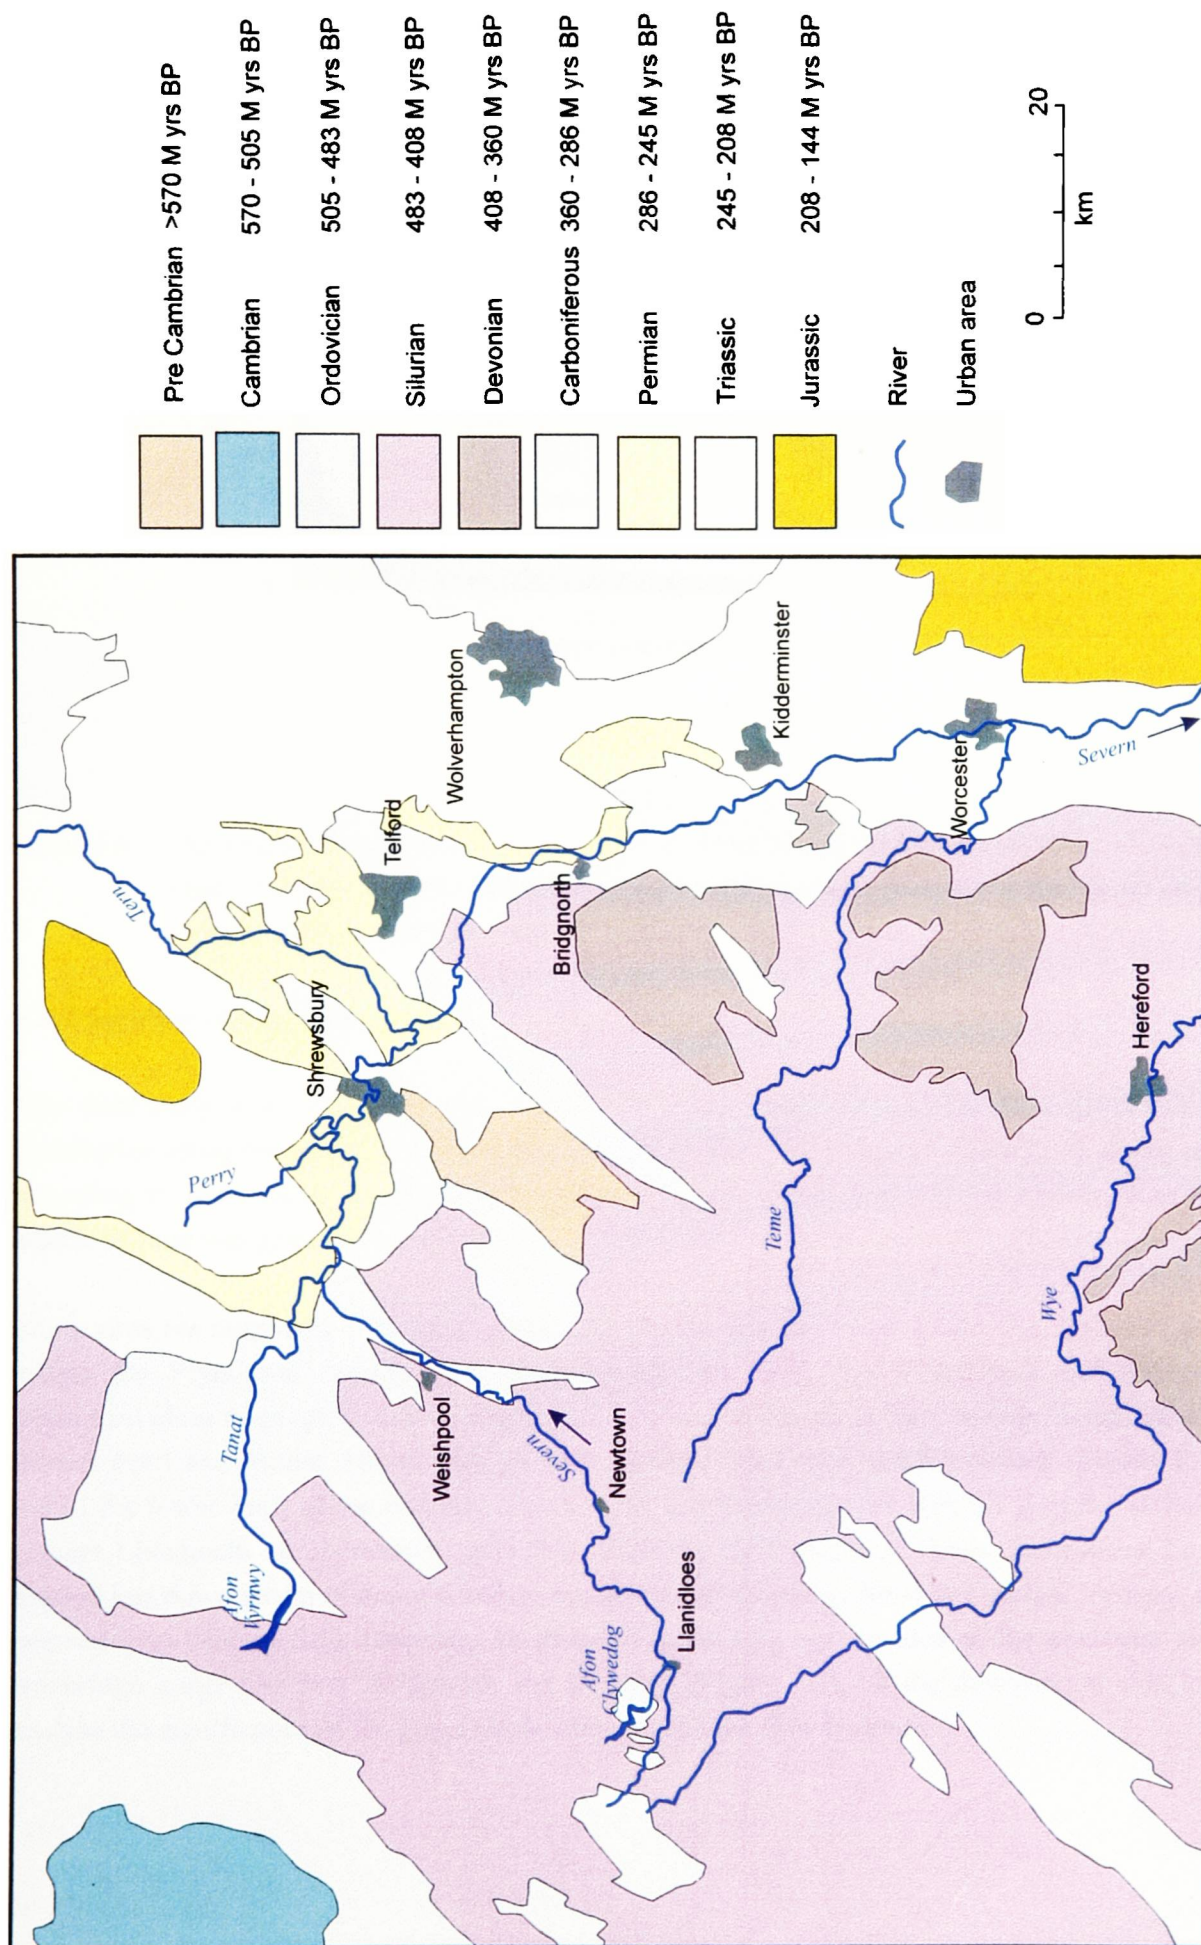 Pre Cambrian >570 M yrs BP
Cambrian 570 - 505 M yrs BP
Ordovician 505 - 483 M yrs BP
Silurian 483 - 408 M yrs BP
Devonian 408 - 360 M yrs BP
Carboniferous 360 - 286 M yrs BP
Permian 286 - 245 M yrs BP
Triassic 245 - 208 M yrs BP
Jurassic 208 - 144 M yrs BP
River
Urban area
0 20
km
Tern
Perry
Tanat
Afon
Vyrnwy
Shrewsbury
Telford
Wolverhampton
Weishpool
Severn
Newtown
Bridgnorth
Kidderminster
Afon
Clywedog
Llanidloes
Teme
Worcester
Severn
Wye
Hereford